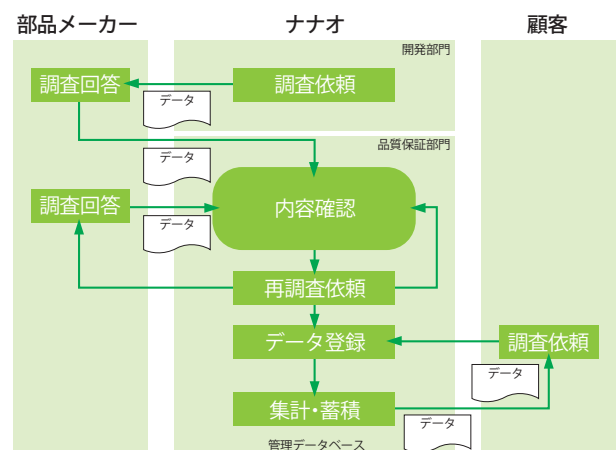 部品メーカー
ナナオ
顧客
開発部門
調査回答
調査依頼
データ
品質保証部門
データ
調査回答
内容確認
データ
再調査依頼
データ登録
調査依頼
データ
集計・蓄積
データ
管理データベース